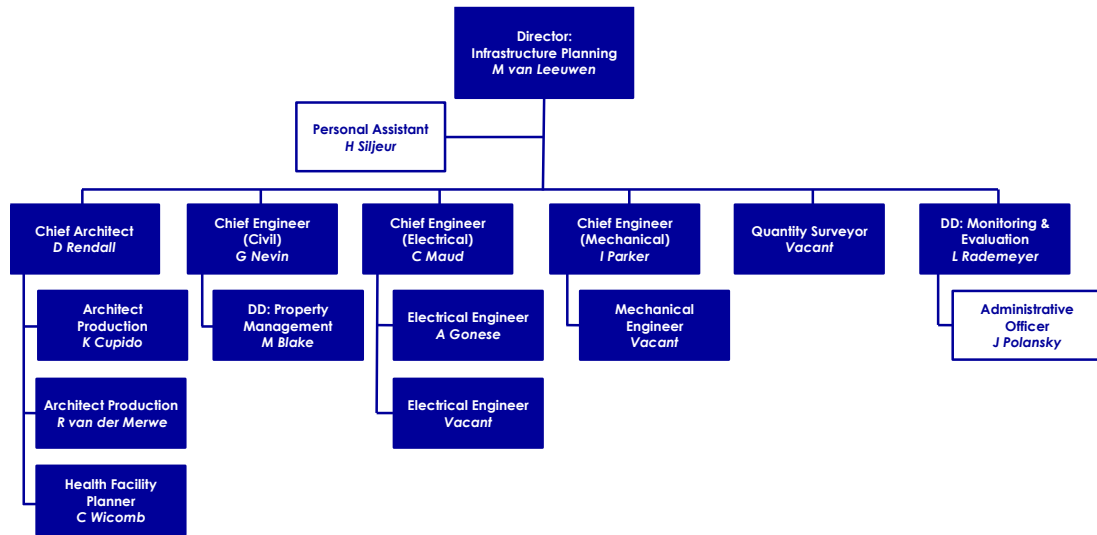 Director:
Infrastructure Planning
M van Leeuwen
Personal Assistant
H Siljeur
Chief Architect
D Rendall
Chief Engineer
(Civil)
G Nevin
Chief Engineer
(Electrical)
C Maud
Chief Engineer
(Mechanical)
I Parker
Quantity Surveyor
Vacant
DD: Monitoring &
Evaluation
L Rademeyer
Architect
Production
K Cupido
DD: Property
Management
M Blake
Electrical Engineer
A Gonese
Mechanical
Engineer
Vacant
Administrative
Officer
J Polansky
Architect Production
R van der Merwe
Electrical Engineer
Vacant
Health Facility
Planner
C Wicomb